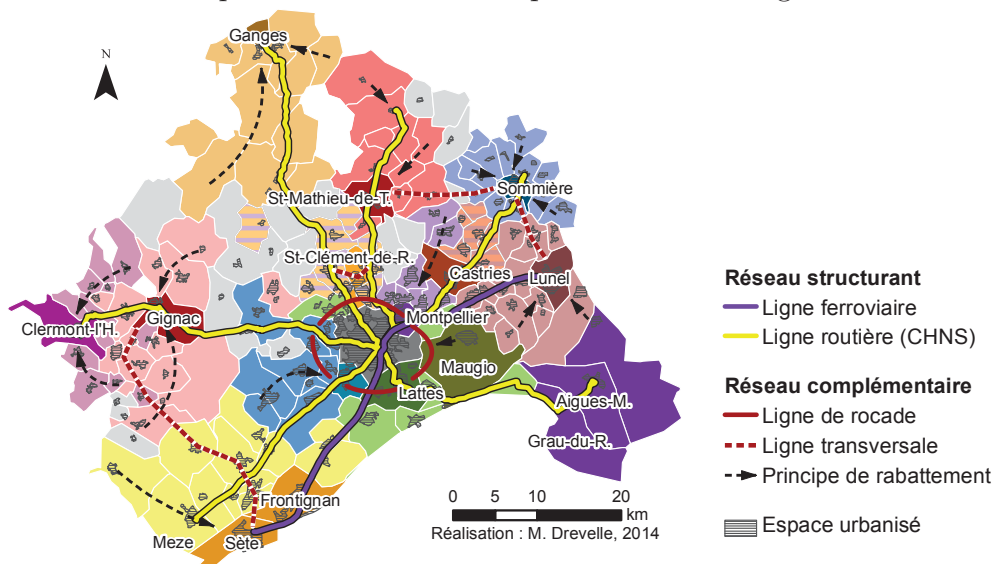 Ganges
N
Sommière
St-Mathieu-de-T.
St-Clément-de-R.
Castries
Lunel
Clermont-l'H.
Gignac
Montpellier
Maugio
Lattes
Aigues-M.
Grau-du-R.
Frontignan
Meze
Sète
0 5 10 20
km
Réalisation : M. Drevelle, 2014
Réseau structurant
Ligne ferroviaire
Ligne routière (CHNS)
Réseau complémentaire
Ligne de rocade
Ligne transversale
Principe de rabattement
Espace urbanisé